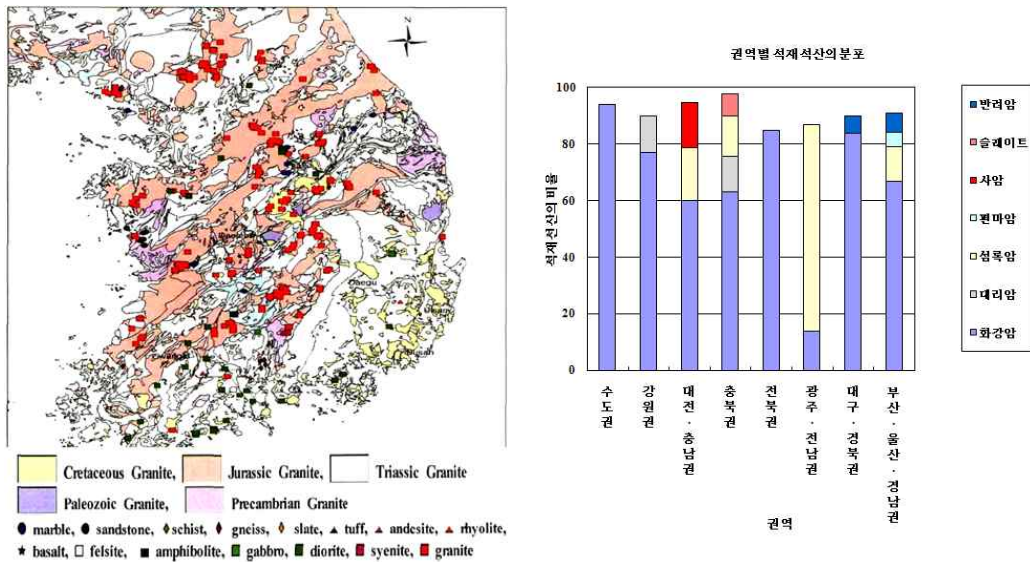 N
Daegu
Ulsan
Busan
Cretaceous Granite, Jurassic Granite, Triassic Granite
Paleozoic Granite, Precambrian Granite
marble, sandstone, schist, gneiss, slate, tuff, andesite, rhyolite,
basalt, felsite, amphibolite, gabbro, diorite, syenite, granite
권역별 석재석산의 분포
석재석산의 비율
100
80
60
40
20
0
수도권
강원권
대전·충남권
충북권
전북권
광주·전남권
대구·경북권
부산·울산·경남권
권역
반려암
슬레이트
사암
편마암
섬록암
대리암
화강암